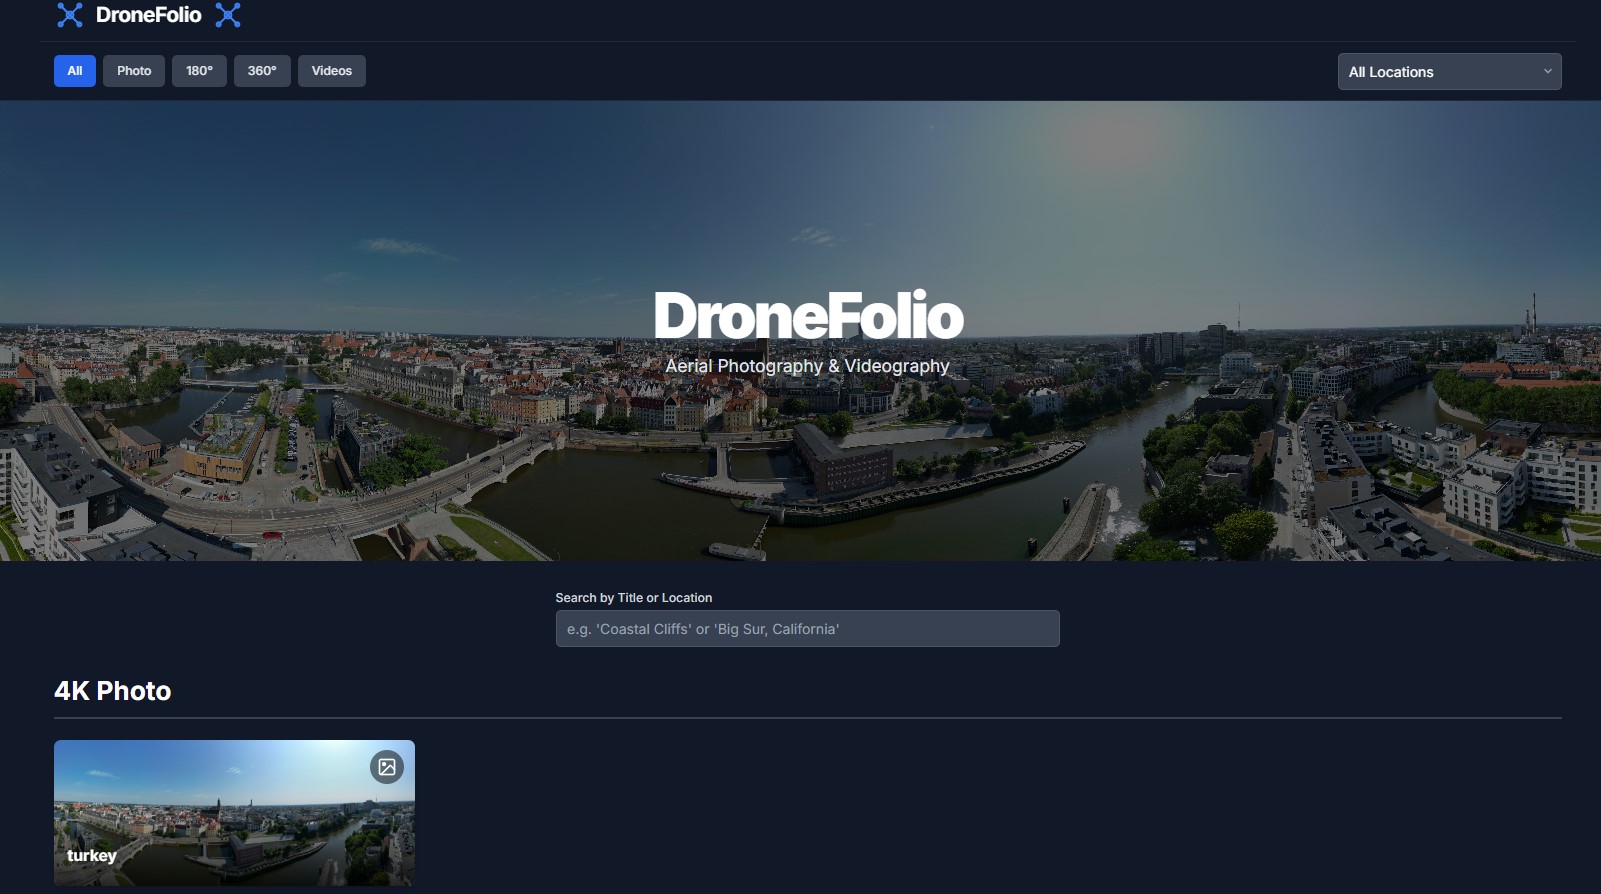 DroneFolio
All
Photo
180°
360°
Videos
All Locations
DroneFolio
Aerial Photography & Videography
Search by Title or Location
e.g. 'Coastal Cliffs' or 'Big Sur, California'
4K Photo
turkey